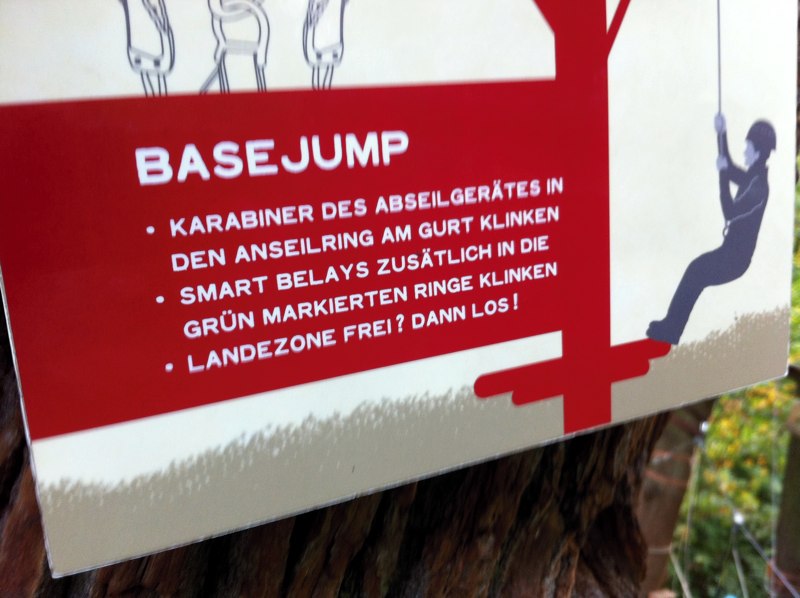 BASEJUMP
• KARABINER DES ABSEILGERÄTES IN
DEN ANSEILRING AM GURT KLINKEN
• SMART BELAYS ZUSÄTLICH IN DIE
GRÜN MARKIERTEN RINGE KLINKEN
• LANDEZONE FREI? DANN LOS!